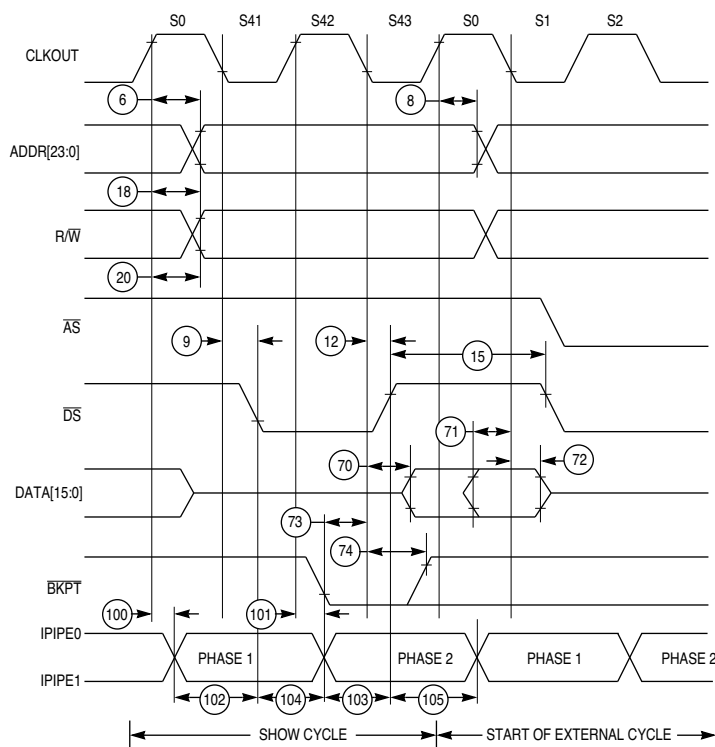 S0 S41 S42 S43 S0 S1 S2
CLKOUT
6 8
ADDR[23:0]
18
R/W
20
AS
9 12 15
DS
71
70 72
DATA[15:0]
73
74
BKPT
100 101
IPIPE0
PHASE 1 PHASE 2 PHASE 1 PHASE 2
IPIPE1
102 104 103 105
SHOW CYCLE START OF EXTERNAL CYCLE